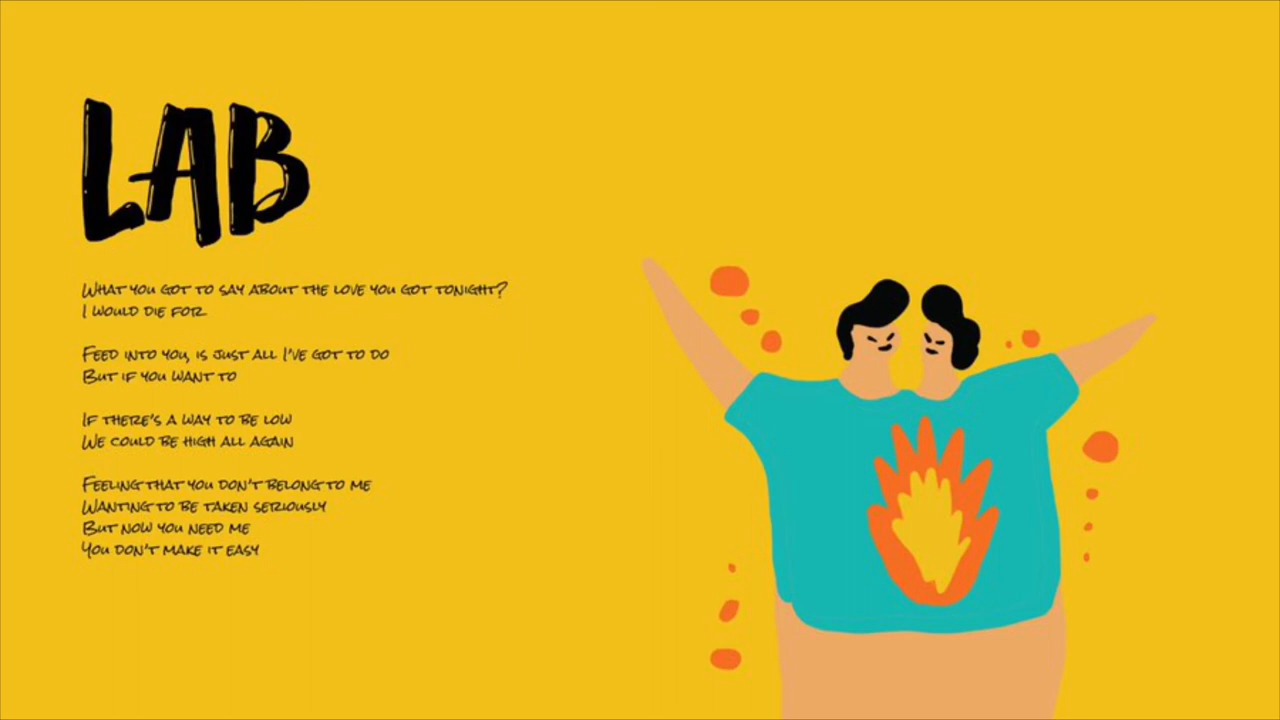 LAB
What you got to say about the love you got tonight?
I would die for
Feed into you, is just all I've got to do
But if you want to
If there's a way to be low
We could be high all again
Feeling that you don't belong to me
Wanting to be taken seriously
But now you need me
You don't make it easy